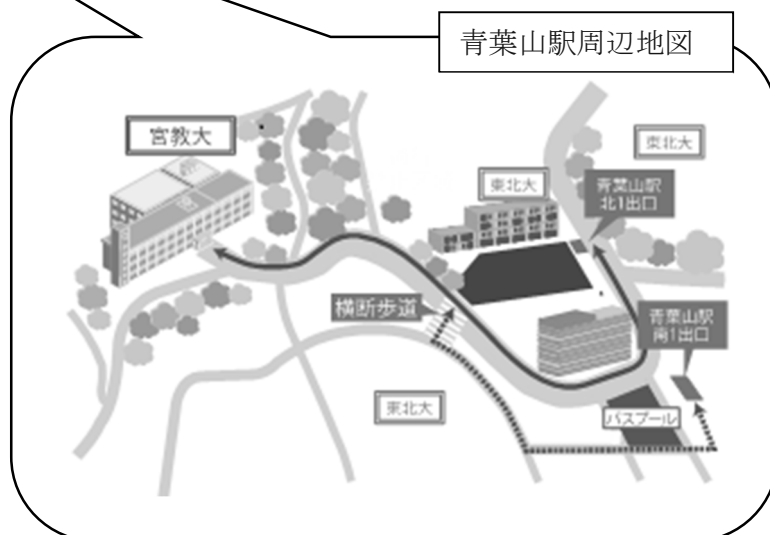 青葉山駅周辺地図
宮教大
東北大
東北大
青葉山駅
北1出口
横断歩道
青葉山駅
南1出口
東北大
バスプール